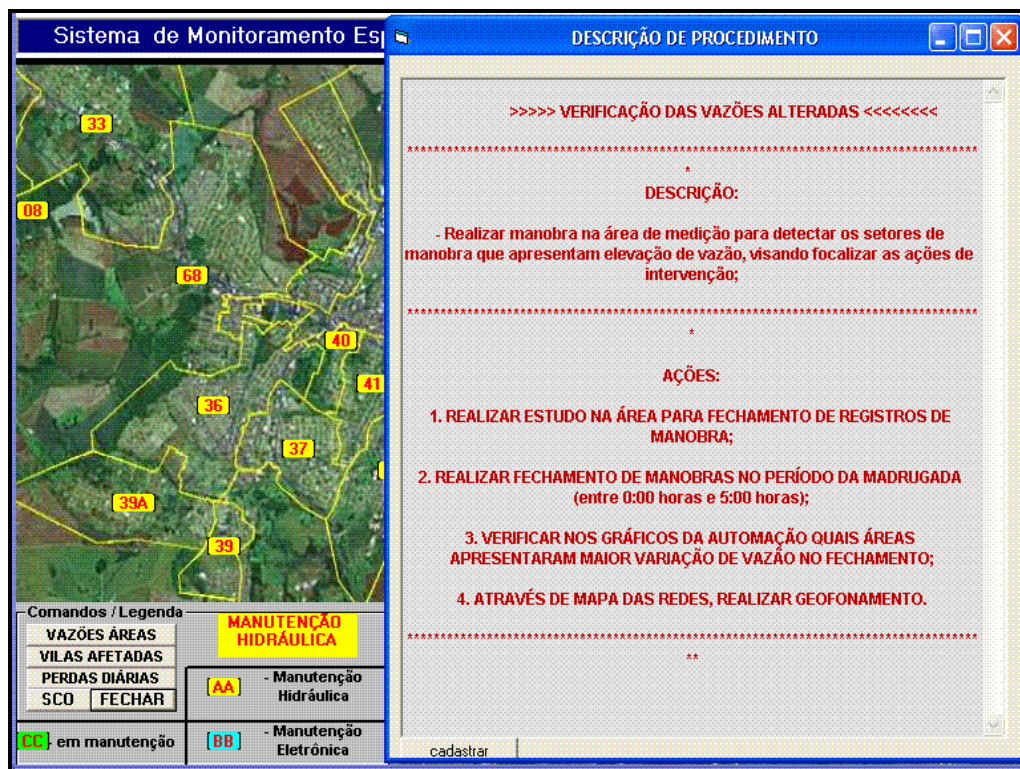 Sistema de Monitoramento Esp
33
08
68
40
41
36
37
39A
39
Comandos / Legenda
VAZÕES ÁREAS
VILAS AFETADAS
PERDAS DIÁRIAS
SCO FECHAR
MANUTENÇÃO
HIDRÁULICA
[AA] - Manutenção
Hidráulica
CC - em manutenção
[BB] - Manutenção
Eletrônica
DESCRIÇÃO DE PROCEDIMENTO
>>>>> VERIFICAÇÃO DAS VAZÕES ALTERADAS <<<<<<<<
**************************************************************************************
*
DESCRIÇÃO:
- Realizar manobra na área de medição para detectar os setores de
manobra que apresentam elevação de vazão, visando focalizar as ações de
intervenção;
**************************************************************************************
*
AÇÕES:
1. REALIZAR ESTUDO NA ÁREA PARA FECHAMENTO DE REGISTROS DE
MANOBRA;
2. REALIZAR FECHAMENTO DE MANOBRAS NO PERÍODO DA MADRUGADA
(entre 0:00 horas e 5:00 horas);
3. VERIFICAR NOS GRÁFICOS DA AUTOMAÇÃO QUAIS ÁREAS
APRESENTARAM MAIOR VARIAÇÃO DE VAZÃO NO FECHAMENTO;
4. ATRAVÉS DE MAPA DAS REDES, REALIZAR GEOFONAMENTO.
**************************************************************************************
**
cadastrar